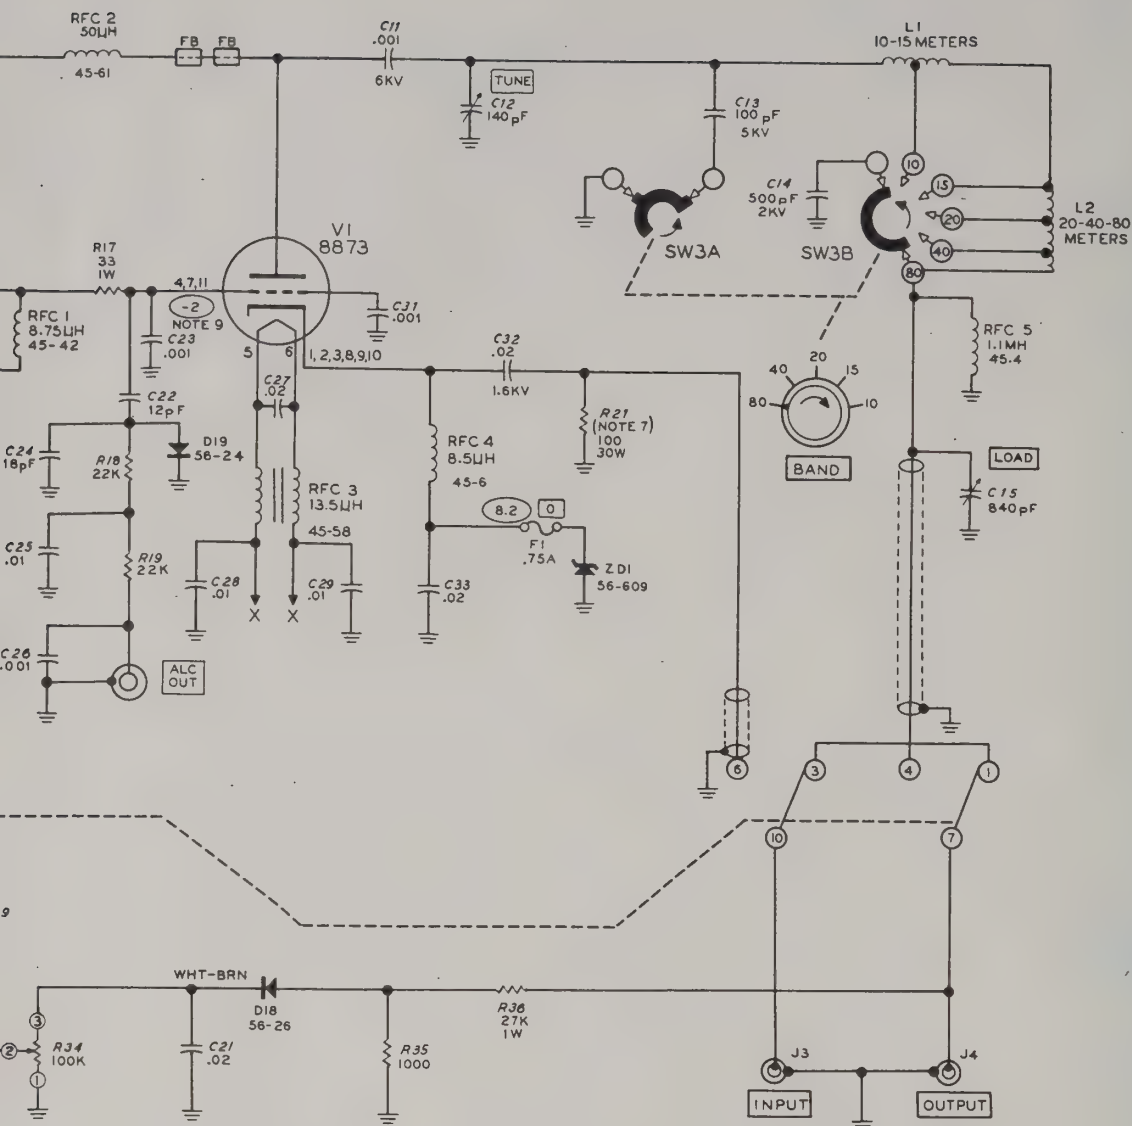 RFC 2
50µH
45-61
FB
FB
C11
.001
6KV
TUNE
C12
140pF
L1
10-15 METERS
C13
100pF
5KV
C14
500pF
2KV
10
15
20
40
80
L2
20-40-80
METERS
SW3A
SW3B
V1
8873
R17
33
1W
4,7,11
-2
NOTE 9
C31
.001
RFC 1
8.75µH
45-42
C23
.001
5
6
1,2,3,8,9,10
C32
.02
1.6KV
C22
12pF
C27
.02
R21
(NOTE 7)
100
30W
20
40
15
80
10
BAND
RFC 5
1.1MH
45.4
C24
18pF
R18
22K
D19
56-24
RFC 4
8.5µH
45-6
RFC 3
13.5µH
45-58
8.2
0
F1
.75A
LOAD
C15
840pF
C25
.01
R19
22K
C28
.01
C29
.01
X
X
C33
.02
ZD1
56-609
C26
.001
ALC
OUT
6
3
4
1
10
7
9
WHT-BRN
D18
56-26
R36
27K
1W
3
2
R34
100K
1
C21
.02
R35
1000
J3
J4
INPUT
OUTPUT